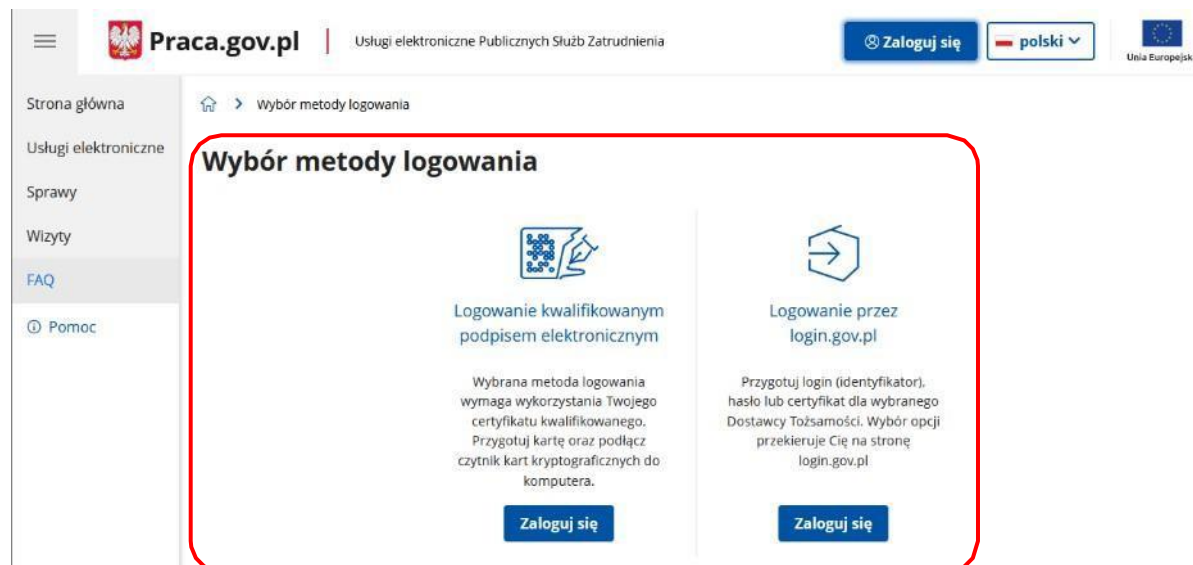 Praca.gov.pl
Usługi elektroniczne Publicznych Służb Zatrudnienia
Zaloguj się
polski
Unia Europejsk
Strona główna
Usługi elektroniczne
Sprawy
Wizyty
FAQ
Pomoc
Wybór metody logowania
Wybór metody logowania
Logowanie kwalifikowanym
podpisem elektronicznym
Wybrana metoda logowania
wymaga wykorzystania Twojego
certyfikatu kwalifikowanego.
Przygotuj kartę oraz podłącz
czytnik kart kryptograficznych do
komputera.
Zaloguj się
Logowanie przez
login.gov.pl
Przygotuj login (identyfikator),
hasło lub certyfikat dla wybranego
Dostawcy Tożsamości. Wybór opcji
przekieruje Cię na stronę
login.gov.pl
Zaloguj się